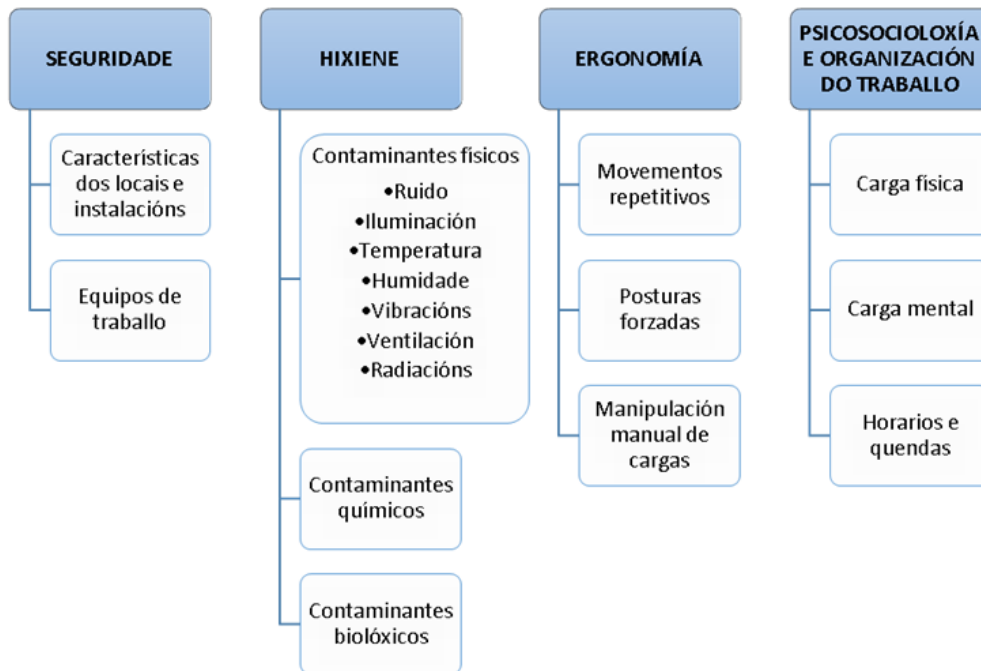 SEGURIDADE
Características
dos locais e
instalacións
Equipos de
traballo
HIXIENE
Contaminantes físicos
•Ruido
•Iluminación
•Temperatura
•Humidade
•Vibracións
•Ventilación
•Radiacións
Contaminantes
químicos
Contaminantes
biolóxicos
ERGONOMÍA
Movementos
repetitivos
Posturas
forzadas
Manipulación
manual de
cargas
PSICOSOCIOLOXÍA
E ORGANIZACIÓN
DO TRABALLO
Carga física
Carga mental
Horarios e
quendas